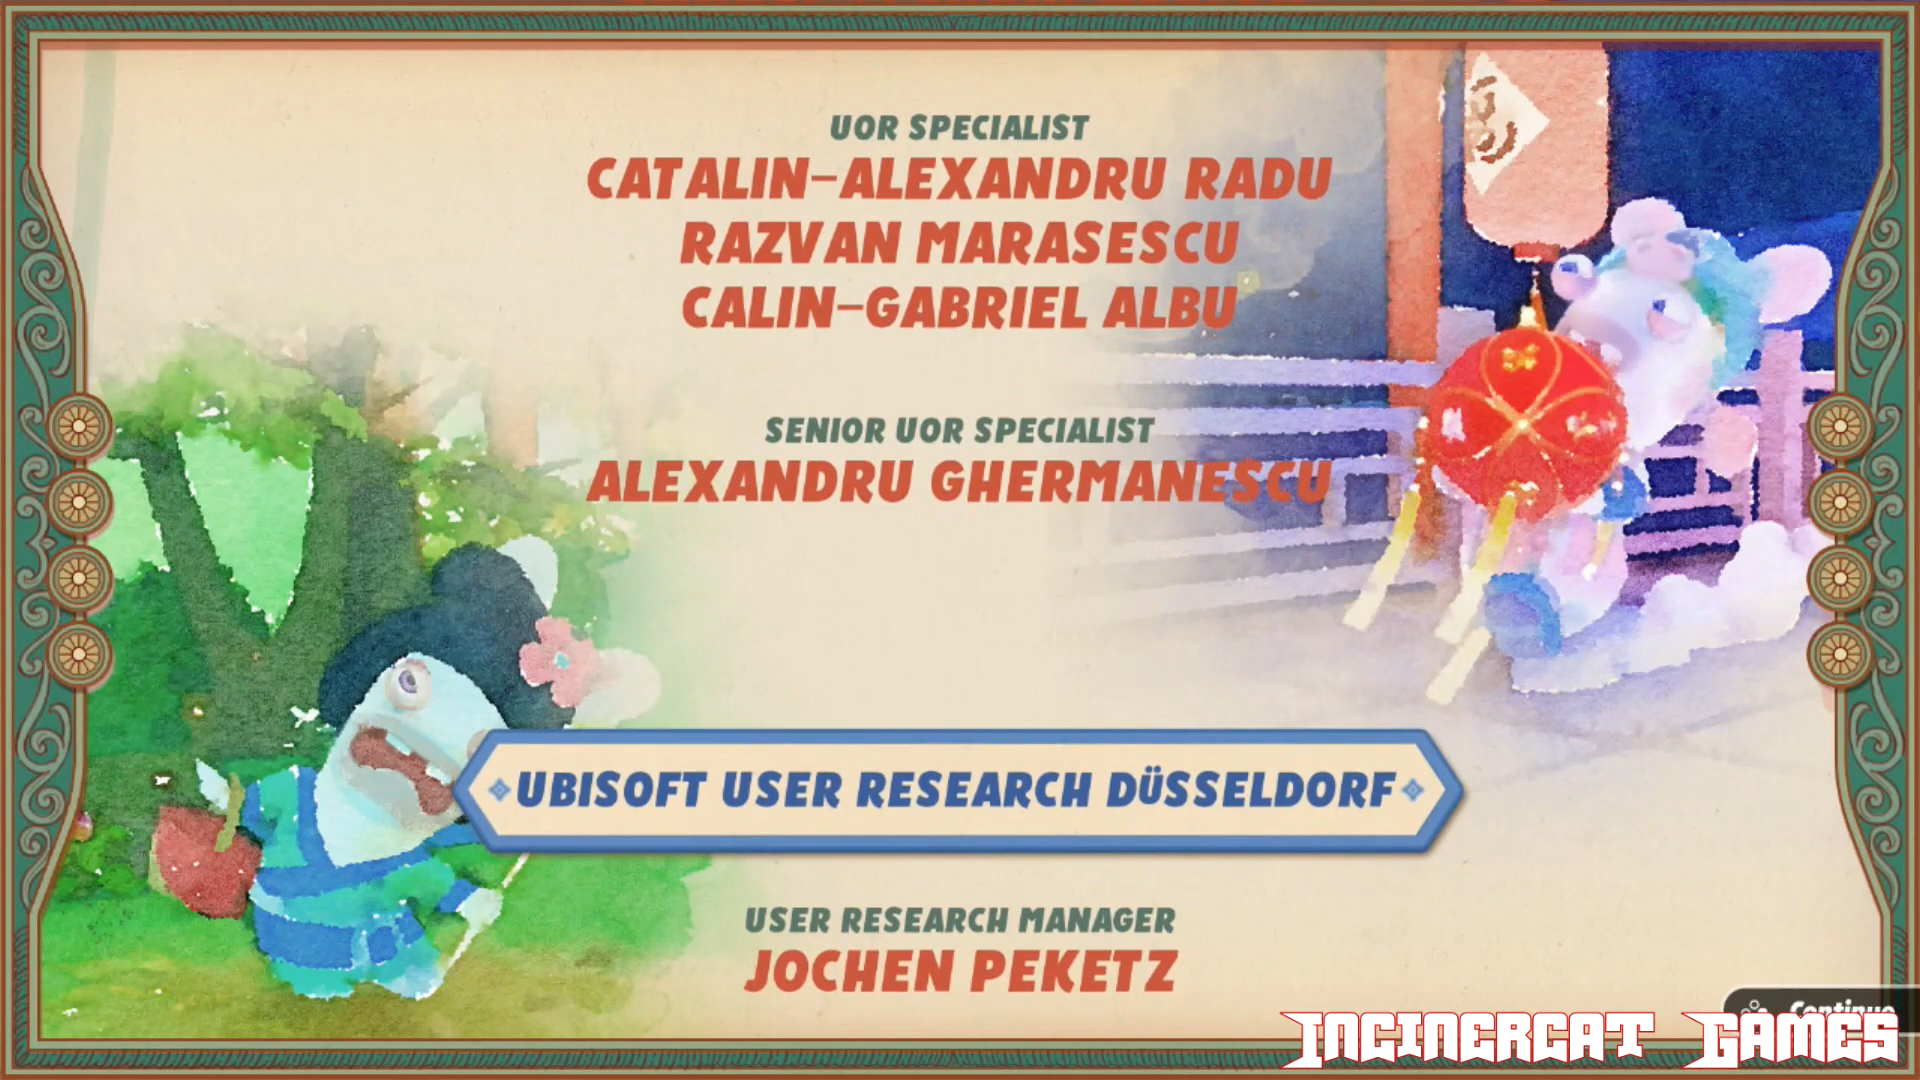 UOR SPECIALIST
CATALIN-ALEXANDRU RADU
RAZVAN MARASESCU
CALIN-GABRIEL ALBU
SENIOR UOR SPECIALIST
ALEXANDRU GHERMANESCU
UBISOFT USER RESEARCH DÜSSELDORF
USER RESEARCH MANAGER
JOCHEN PEKETZ
Continue
INCINERCAT GAMES